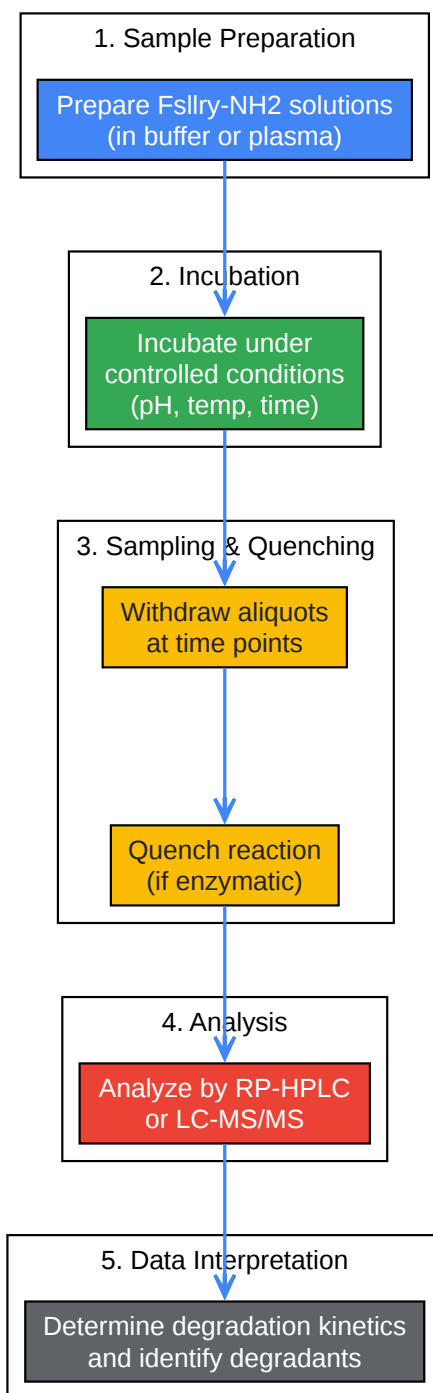 1. Sample Preparation
Prepare Fsllry-NH2 solutions
(in buffer or plasma)
2. Incubation
Incubate under
controlled conditions
(pH, temp, time)
3. Sampling & Quenching
Withdraw aliquots
at time points
Quench reaction
(if enzymatic)
4. Analysis
Analyze by RP-HPLC
or LC-MS/MS
5. Data Interpretation
Determine degradation kinetics
and identify degradants